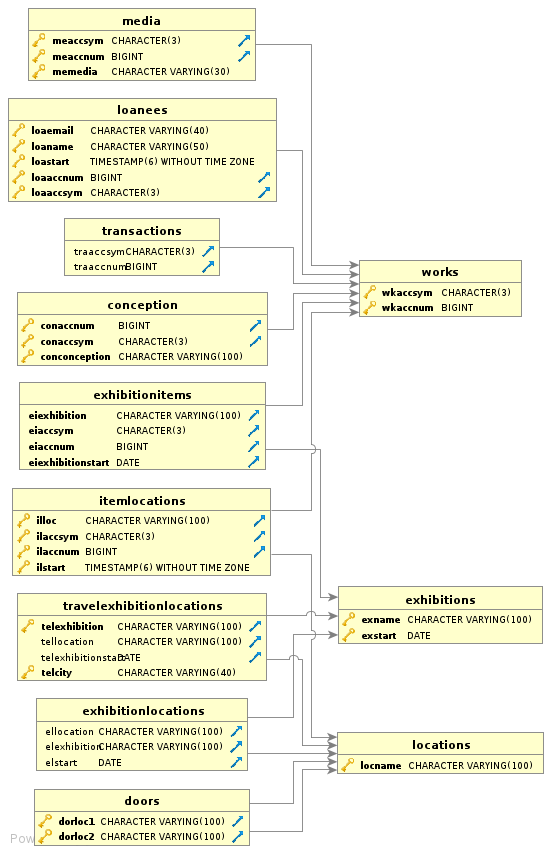 media
meaccsym CHARACTER(3)
meaccnum BIGINT
memedia CHARACTER VARYING(30)
loanees
loaemail CHARACTER VARYING(40)
loaname CHARACTER VARYING(50)
loastart TIMESTAMP(6) WITHOUT TIME ZONE
loaaccnum BIGINT
loaaccsym CHARACTER(3)
transactions
traaccsym CHARACTER(3)
traaccnum BIGINT
works
wkaccsym CHARACTER(3)
wkaccnum BIGINT
conception
conaccnum BIGINT
conaccsym CHARACTER(3)
conconception CHARACTER VARYING(100)
exhibitionitems
eiexhibition CHARACTER VARYING(100)
eiaccsym CHARACTER(3)
eiaccnum BIGINT
eiexhibitionstart DATE
itemlocations
illoc CHARACTER VARYING(100)
ilaccsym CHARACTER(3)
ilaccnum BIGINT
ilstart TIMESTAMP(6) WITHOUT TIME ZONE
exhibitions
exname CHARACTER VARYING(100)
exstart DATE
travelexhibitionlocations
telexhibition CHARACTER VARYING(100)
tellocation CHARACTER VARYING(100)
telexhibitionstart DATE
telcity CHARACTER VARYING(40)
exhibitionlocations
ellocation CHARACTER VARYING(100)
elexhibition CHARACTER VARYING(100)
elstart DATE
locations
locname CHARACTER VARYING(100)
doors
dorloc1 CHARACTER VARYING(100)
dorloc2 CHARACTER VARYING(100)